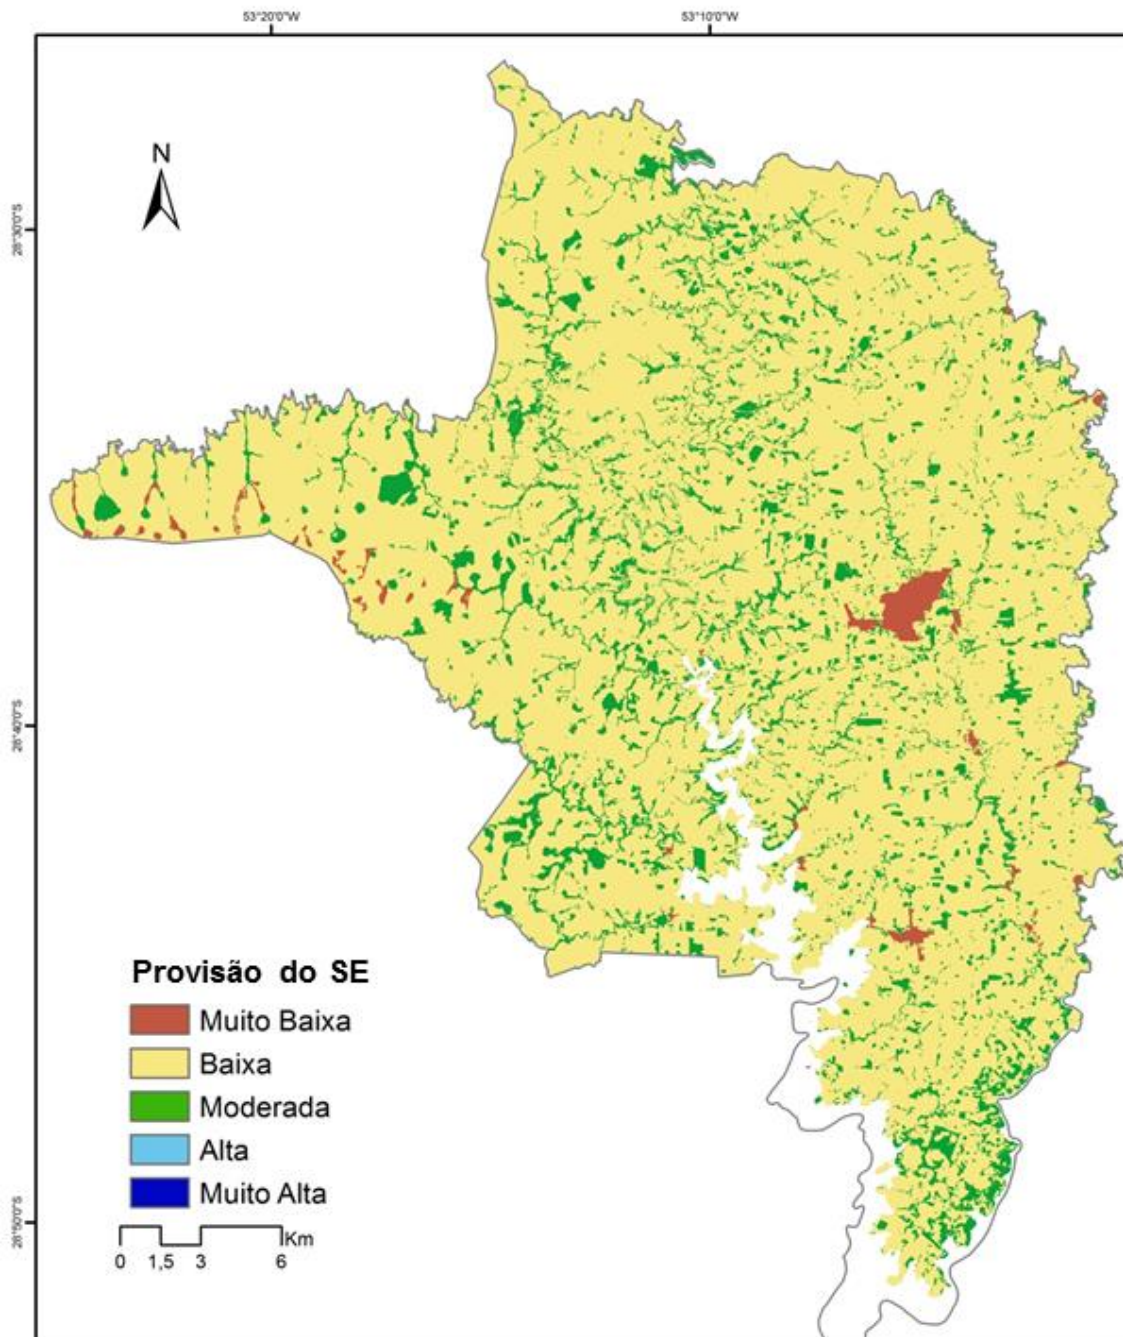 53°20'0"W
53°10'0"W
N
28°30'0"S
28°40'0"S
28°50'0"S
Provisão do SE
Muito Baixa
Baixa
Moderada
Alta
Muito Alta
Km
0 1,5 3 6